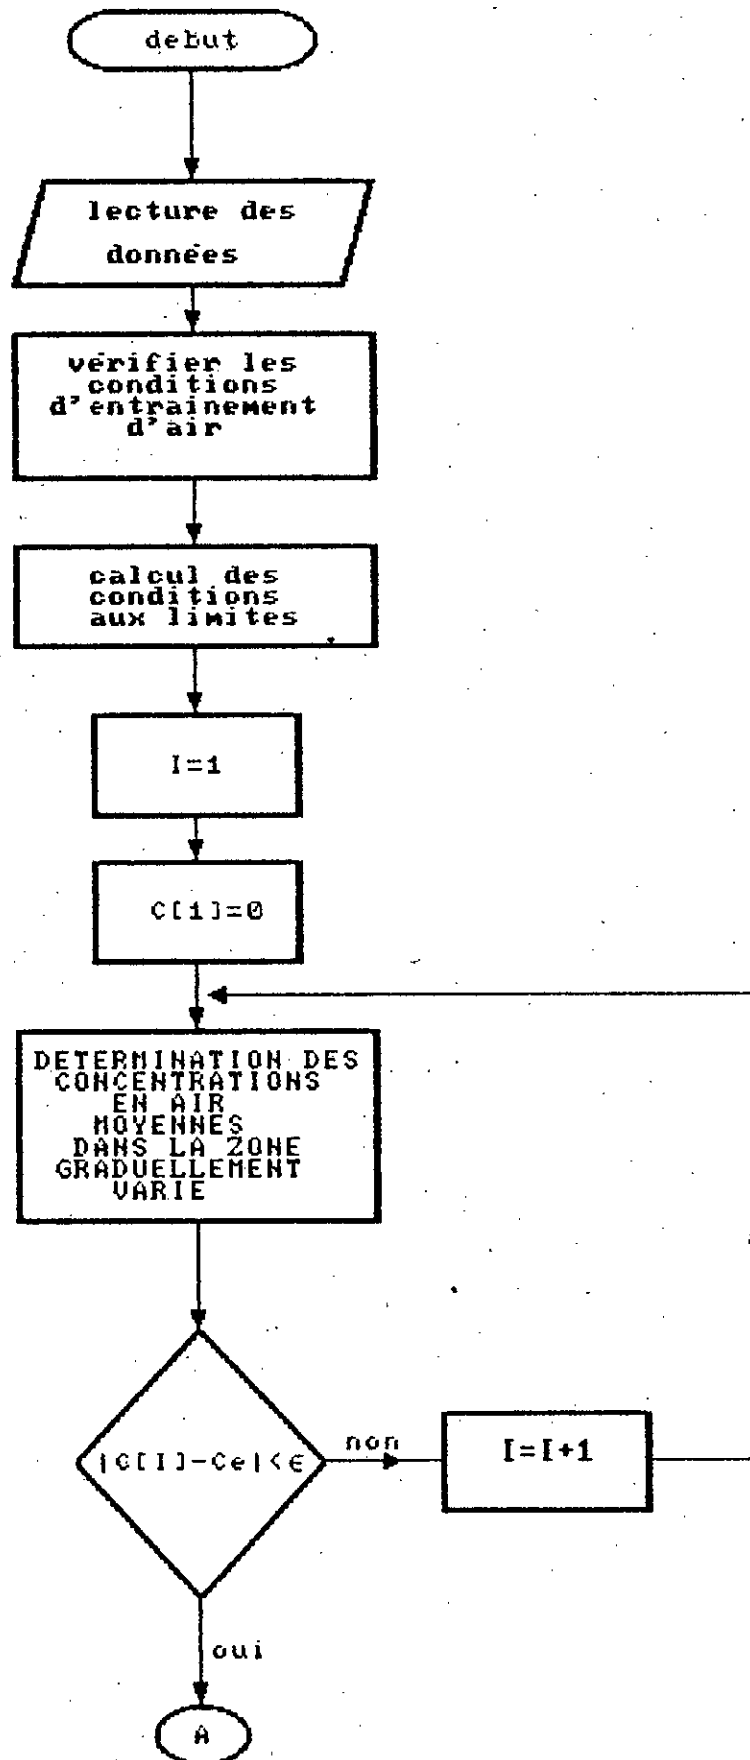 debut
lecture des
données
vérifier les
conditions
d'entrainement
d'air
calcul des
conditions
aux limites
I=1
C[1]=0
DETERMINATION DES
CONCENTRATIONS
EN AIR
MOYENNES
DANS LA ZONE
GRADUELLEMENT
VARIE
|C[I]-Ce|<ε
non
I=I+1
oui
A